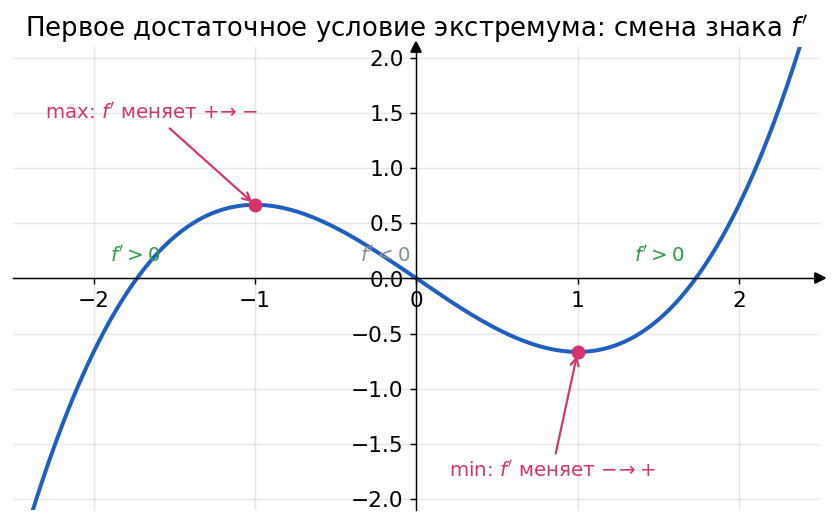 Первое достаточное условие экстремума: смена знака f′
2.0
max: f′ меняет +→ −
1.5
1.0
0.5
f′ > 0
f′ < 0
f′ > 0
0.0
−2
−1
0
1
2
−0.5
−1.0
−1.5
min: f′ меняет −→ +
−2.0